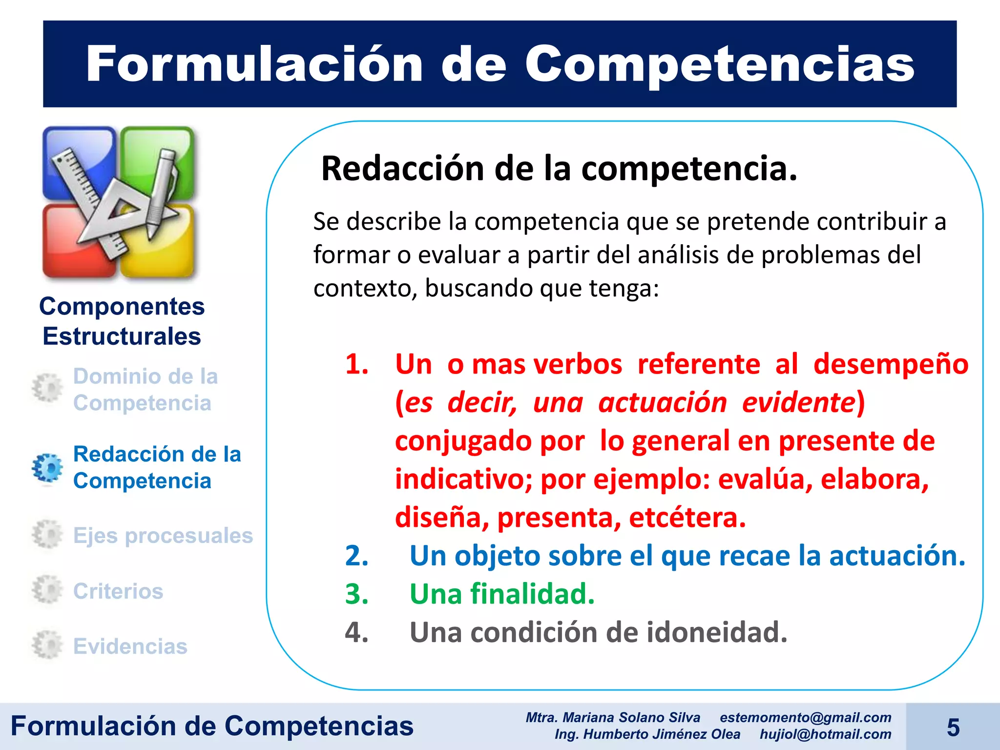 Formulación de Competencias
Componentes
Estructurales
Dominio de la
Competencia
Redacción de la
Competencia
Ejes procesuales
Criterios
Evidencias
Redacción de la competencia.
Se describe la competencia que se pretende contribuir a
formar o evaluar a partir del análisis de problemas del
contexto, buscando que tenga:
1. Un o mas verbos referente al desempeño
(es decir, una actuación evidente)
conjugado por lo general en presente de
indicativo; por ejemplo: evalúa, elabora,
diseña, presenta, etcétera.
2. Un objeto sobre el que recae la actuación.
3. Una finalidad.
4. Una condición de idoneidad.
Formulación de Competencias
Mtra. Mariana Solano Silva estemomento@gmail.com
Ing. Humberto Jiménez Olea hujiol@hotmail.com
5